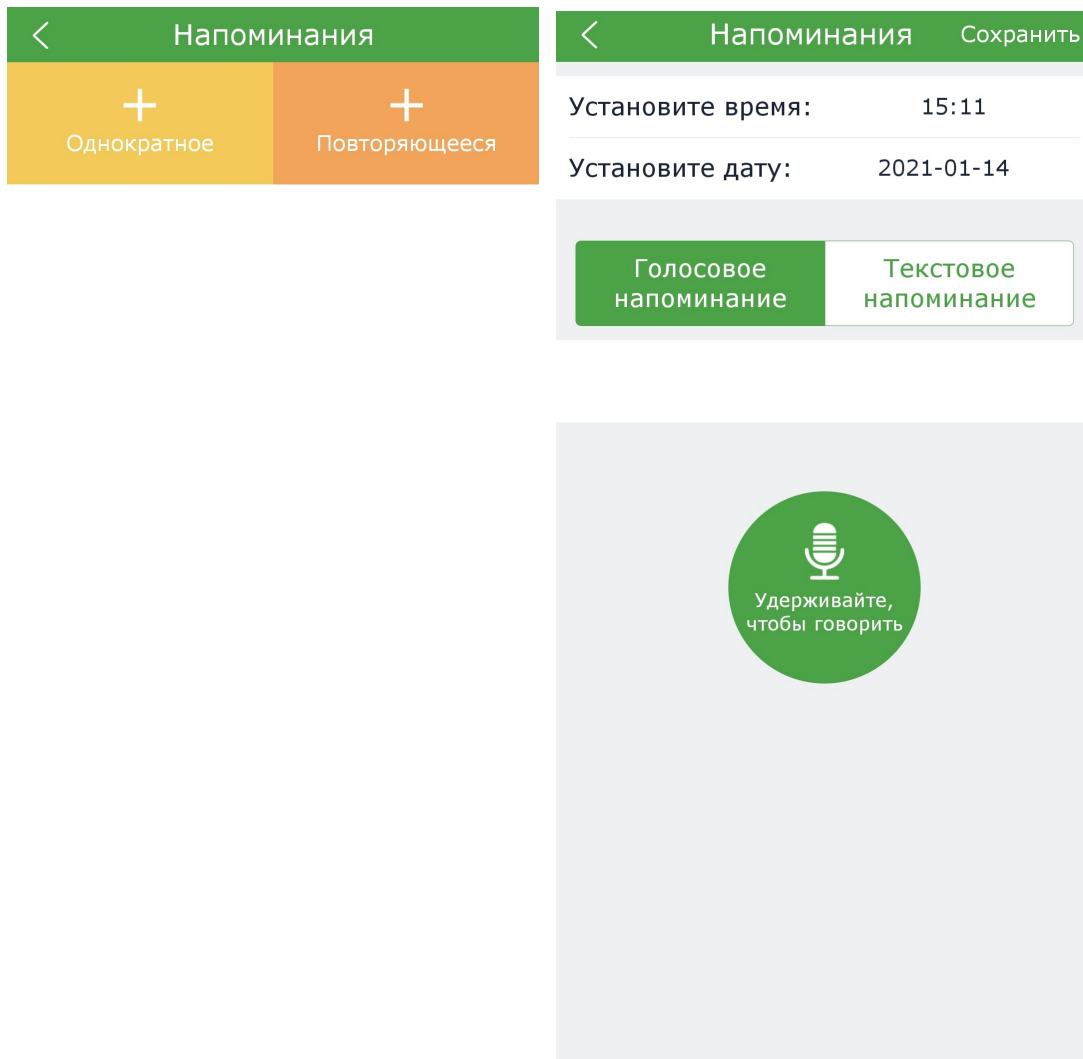 Напоминания
Однократное
Повторяющееся
Напоминания
Сохранить
Установите время: 15:11
Установите дату: 2021-01-14
Голосовое
напоминание
Текстовое
напоминание
Удерживайте,
чтобы говорить